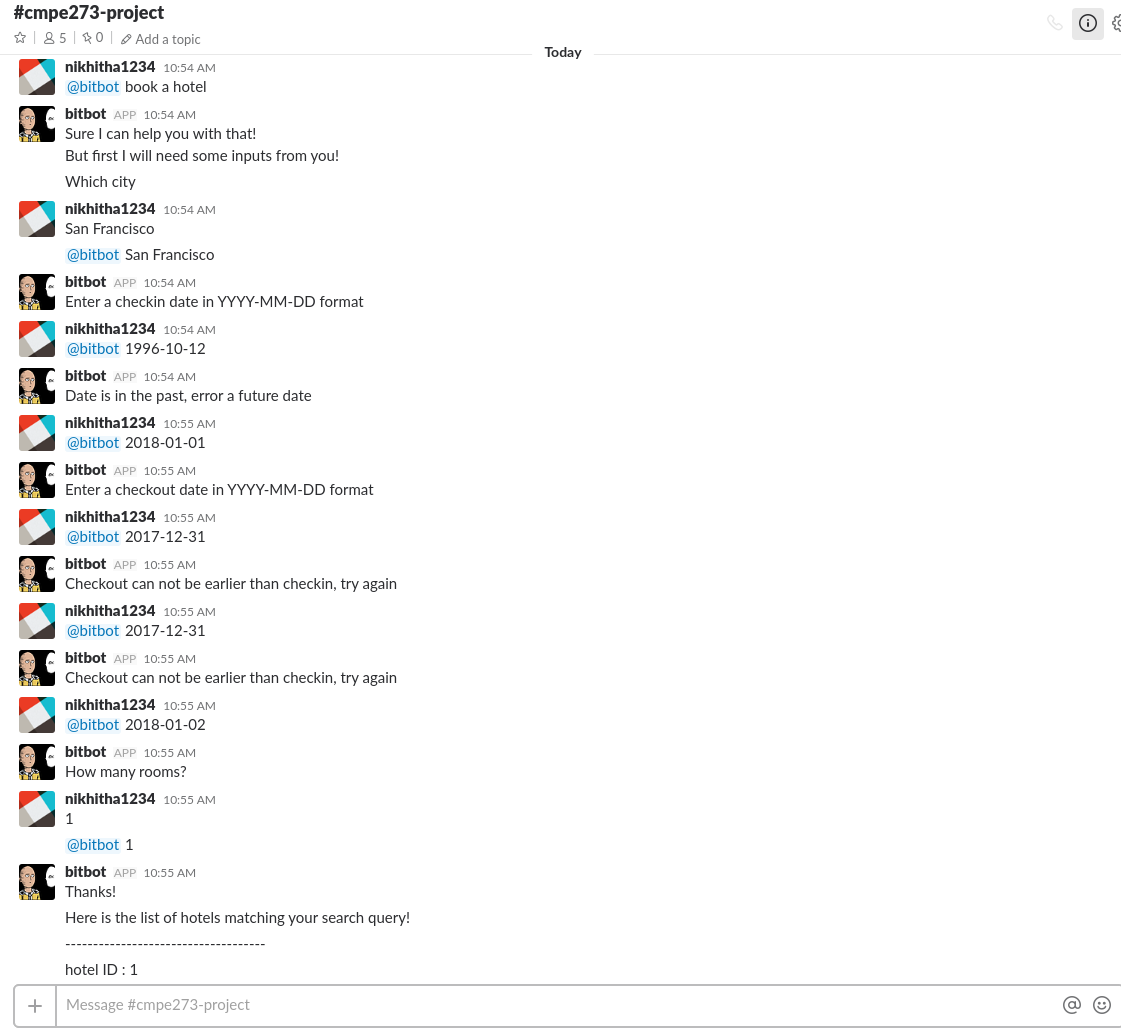 #cmpe273-project
5 0 Add a topic
Today
nikhitha1234 10:54 AM
@bitbot book a hotel
bitbot APP 10:54 AM
Sure I can help you with that!
But first I will need some inputs from you!
Which city
nikhitha1234 10:54 AM
San Francisco
@bitbot San Francisco
bitbot APP 10:54 AM
Enter a checkin date in YYYY-MM-DD format
nikhitha1234 10:54 AM
@bitbot 1996-10-12
bitbot APP 10:54 AM
Date is in the past, error a future date
nikhitha1234 10:55 AM
@bitbot 2018-01-01
bitbot APP 10:55 AM
Enter a checkout date in YYYY-MM-DD format
nikhitha1234 10:55 AM
@bitbot 2017-12-31
bitbot APP 10:55 AM
Checkout can not be earlier than checkin, try again
nikhitha1234 10:55 AM
@bitbot 2017-12-31
bitbot APP 10:55 AM
Checkout can not be earlier than checkin, try again
nikhitha1234 10:55 AM
@bitbot 2018-01-02
bitbot APP 10:55 AM
How many rooms?
nikhitha1234 10:55 AM
1
@bitbot 1
bitbot APP 10:55 AM
Thanks!
Here is the list of hotels matching your search query!
------------------------------------
hotel ID : 1
Message #cmpe273-project